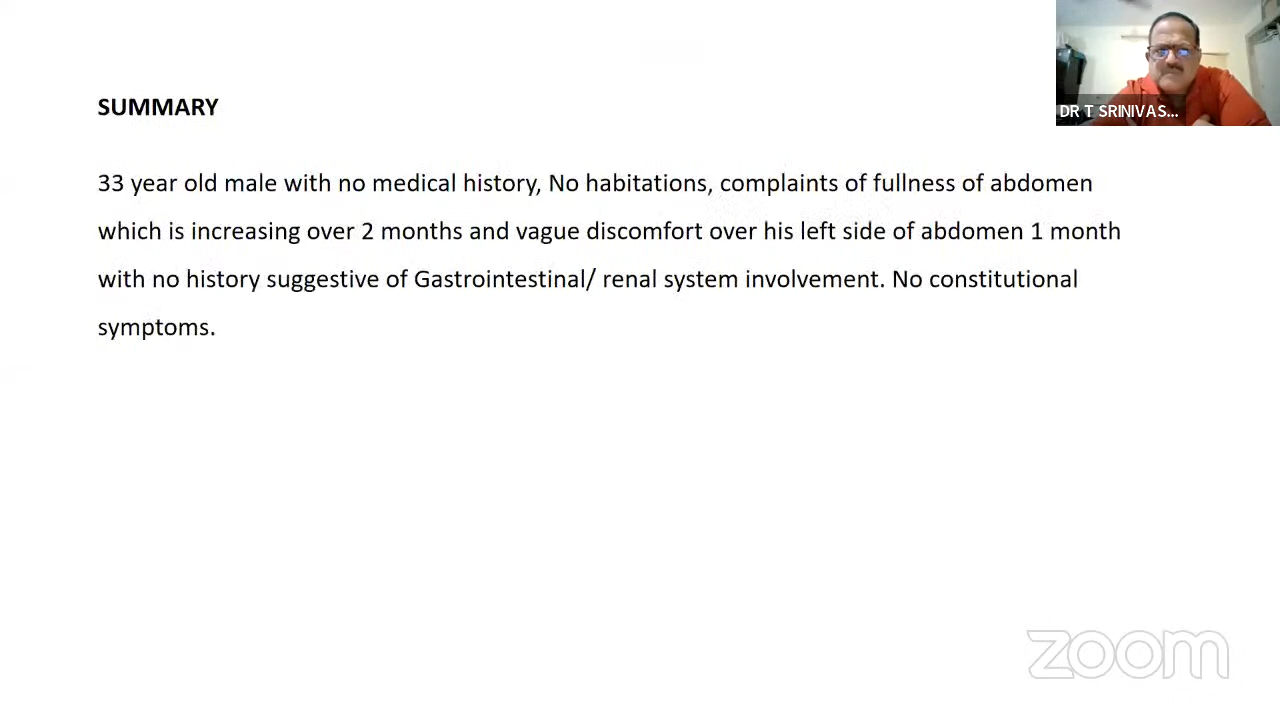 DR T SRINIVAS...
SUMMARY
33 year old male with no medical history, No habitations, complaints of fullness of abdomen
which is increasing over 2 months and vague discomfort over his left side of abdomen 1 month
with no history suggestive of Gastrointestinal/ renal system involvement. No constitutional
symptoms.
zoom